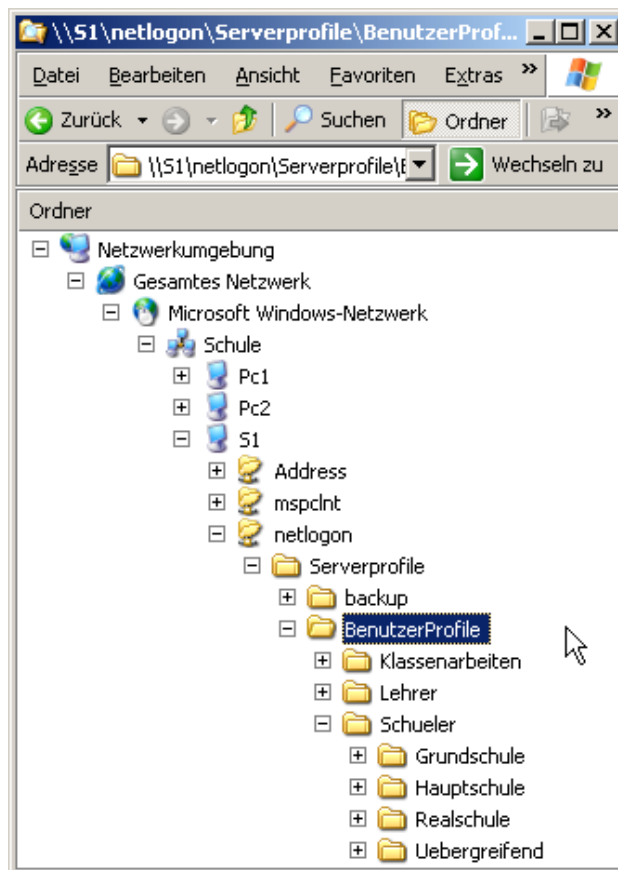 \\S1\netlogon\Serverprofile\BenutzerProf...
Datei Bearbeiten Ansicht Favoriten Extras »
Zurück Suchen Ordner »
Adresse \\S1\netlogon\Serverprofile\B Wechseln zu
Ordner
Netzwerkumgebung
Gesamtes Netzwerk
Microsoft Windows-Netzwerk
Schule
Pc1
Pc2
S1
Address
mspclnt
netlogon
Serverprofile
backup
BenutzerProfile
Klassenarbeiten
Lehrer
Schueler
Grundschule
Hauptschule
Realschule
Uebergreifend